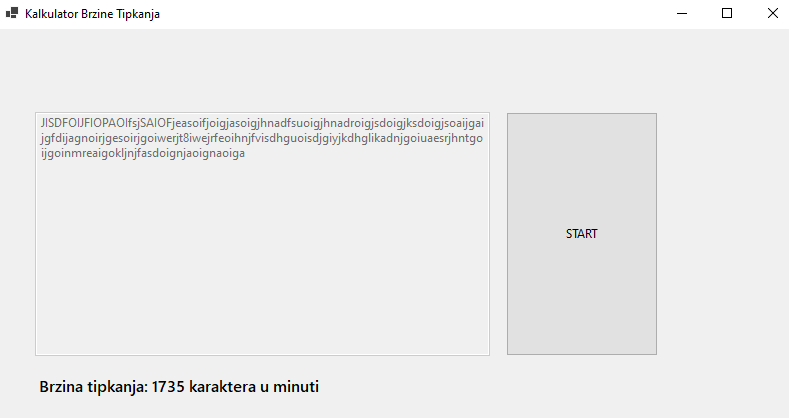 Kalkulator Brzine Tipkanja
JISDFOIJFIOPAOIfsjSAIOFjeasoifjoigjasoigjhnadfsuoigjhnadroigjsdoigjksdoigjsoaijgai
jgfdijagnoirjgesoirjgoiwerjt8iwejrfeoihnjfvisdhguoisdjgiyjkdhglikadnjgoiuaesrjhntgo
ijgoinmreaigokljnjfasdoignjaoignaoiga
START
Brzina tipkanja: 1735 karaktera u minuti